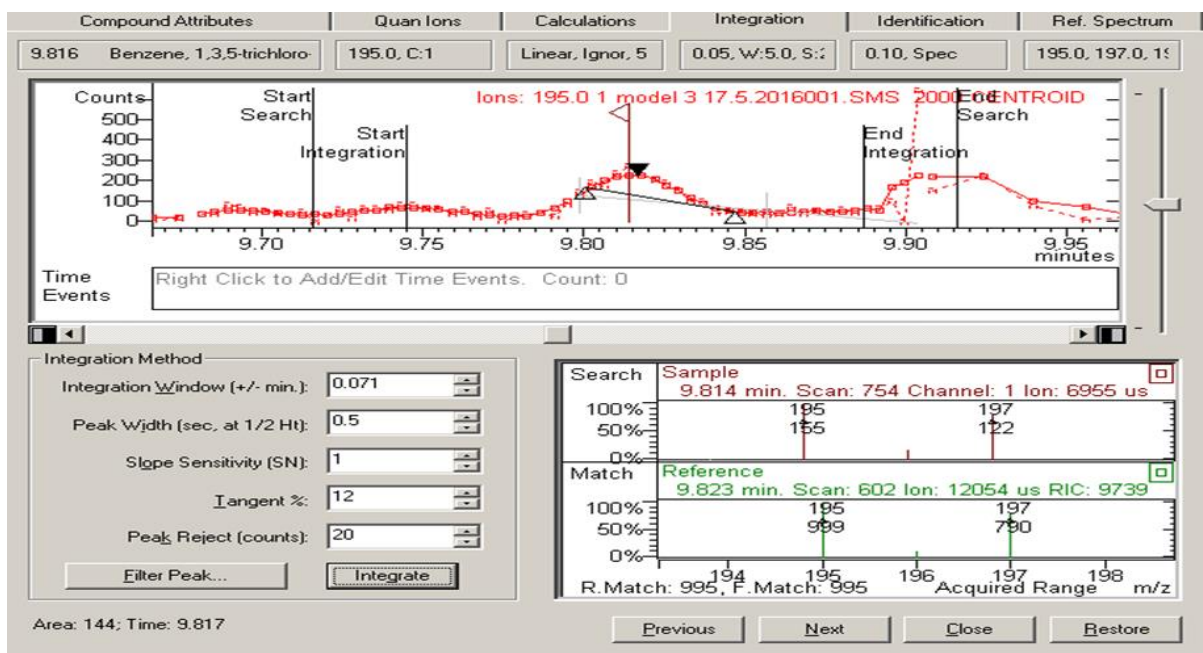 Compound Attributes Quan Ions Calculations Integration Identification Ref. Spectrum
9.816 Benzene, 1,3,5-trichloro- 195.0, C:1 Linear, Ignor, 5 0.05, W:5.0, S: 0.10, Spec 195.0, 197.0,
Counts
500
400
300
200
100
0
Start Search
Start Integration
Ions: 195.0 1 model 3 17.5.2016001.SMS 2000 CENTROID
End Search
End Integration
9.70 9.75 9.80 9.85 9.90 9.95
minutes
Time Events
Right Click to Add/Edit Time Events. Count: 0
Integration Method
Integration Window (+/- min.): 0.071
Peak Width (sec, at 1/2 Ht): 0.5
Slope Sensitivity (SN): 1
Tangent %: 12
Peak Reject (counts): 20
Filter Peak... Integrate
Area: 144; Time: 9.817
Search Sample
9.814 min. Scan: 754 Channel: 1 Ion: 6955 us
100%
50%
0%
195 197
155 122
Match Reference
9.823 min. Scan: 602 Ion: 12054 us RIC: 9739
100%
50%
0%
195 197
999 790
194 195 196 197 198
R.Match: 995, F.Match: 995 Acquired Range m/z
Previous Next Close Restore